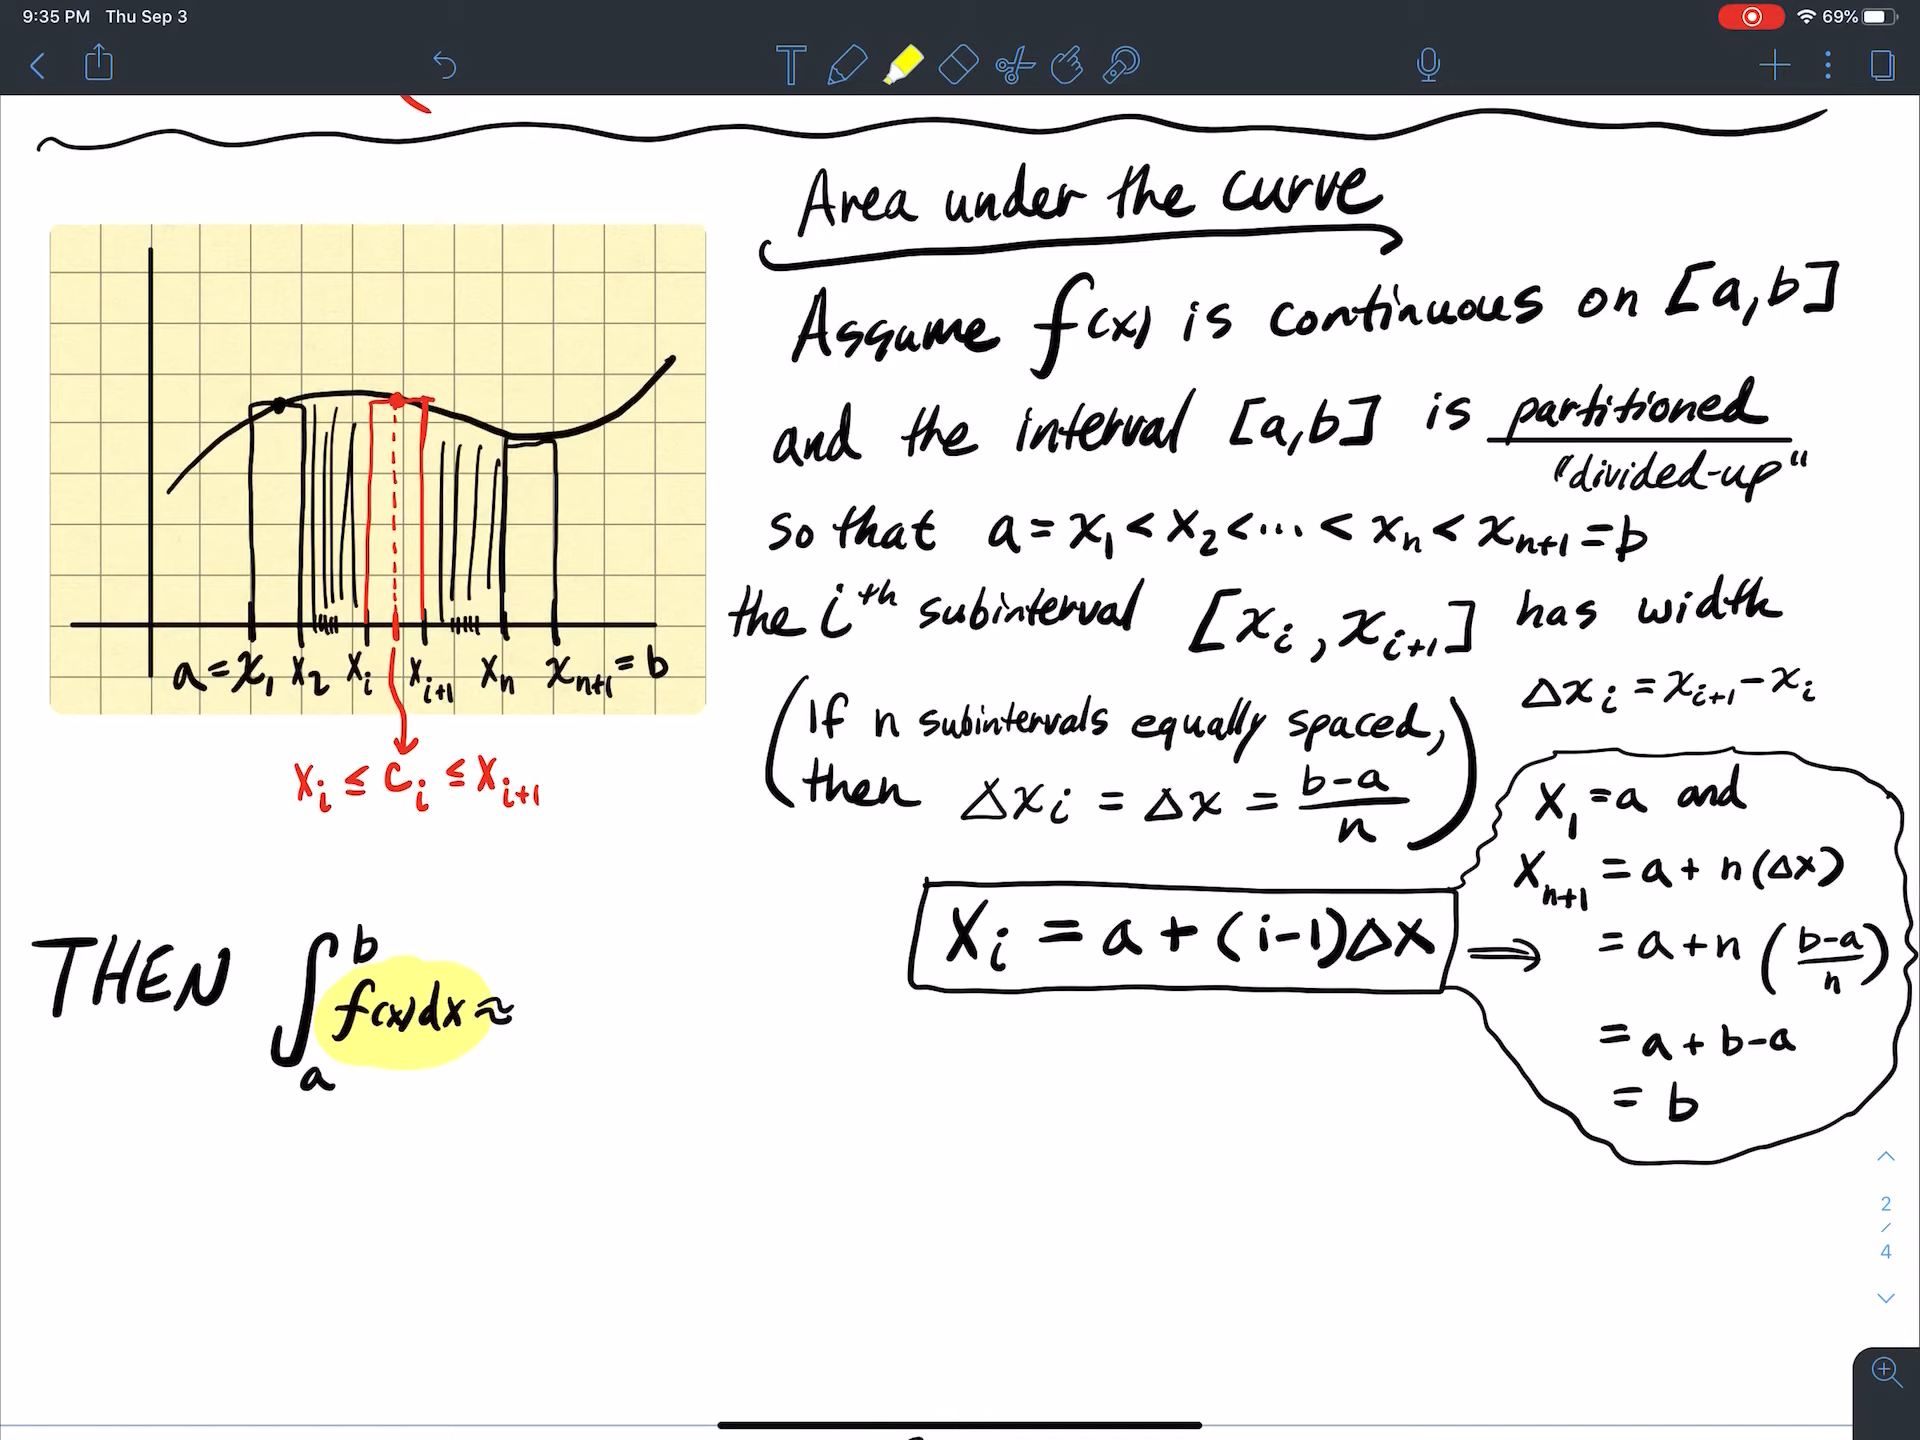 9:35 PM Thu Sep 3
69%
Area under the curve
Assume f(x) is continuous on [a,b]
and the interval [a,b] is partitioned
"divided-up"
so that a = x₁ < x₂ < ... < xₙ < xₙ₊₁ = b
the iᵗʰ subinterval [xᵢ, xᵢ₊₁] has width
Δxᵢ = xᵢ₊₁ - xᵢ
(If n subintervals equally spaced,
then Δxᵢ = Δx = (b-a)/n)
xᵢ = a + (i-1)Δx ⇒
x₁ = a and
xₙ₊₁ = a + n(Δx)
= a + n((b-a)/n)
= a + b-a
= b
a = x₁ x₂ xᵢ xᵢ₊₁ xₙ xₙ₊₁ = b
xᵢ ≤ cᵢ ≤ xᵢ₊₁
THEN ∫ₐᵇ f(x)dx ≈
2
/
4